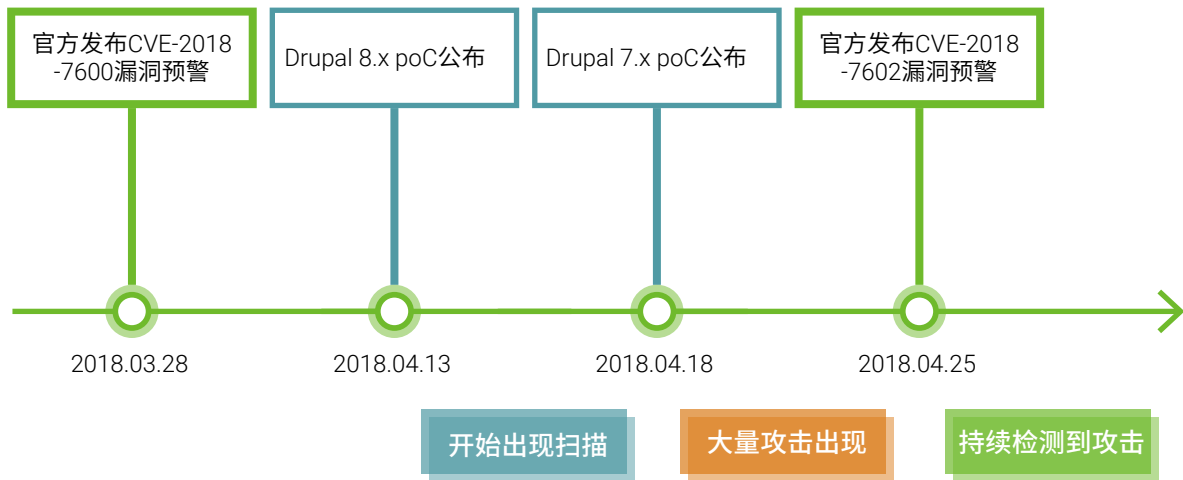 官方发布CVE-2018
-7600漏洞预警
Drupal 8.x poC公布
Drupal 7.x poC公布
官方发布CVE-2018
-7602漏洞预警
2018.03.28
2018.04.13
2018.04.18
2018.04.25
开始出现扫描
大量攻击出现
持续检测到攻击